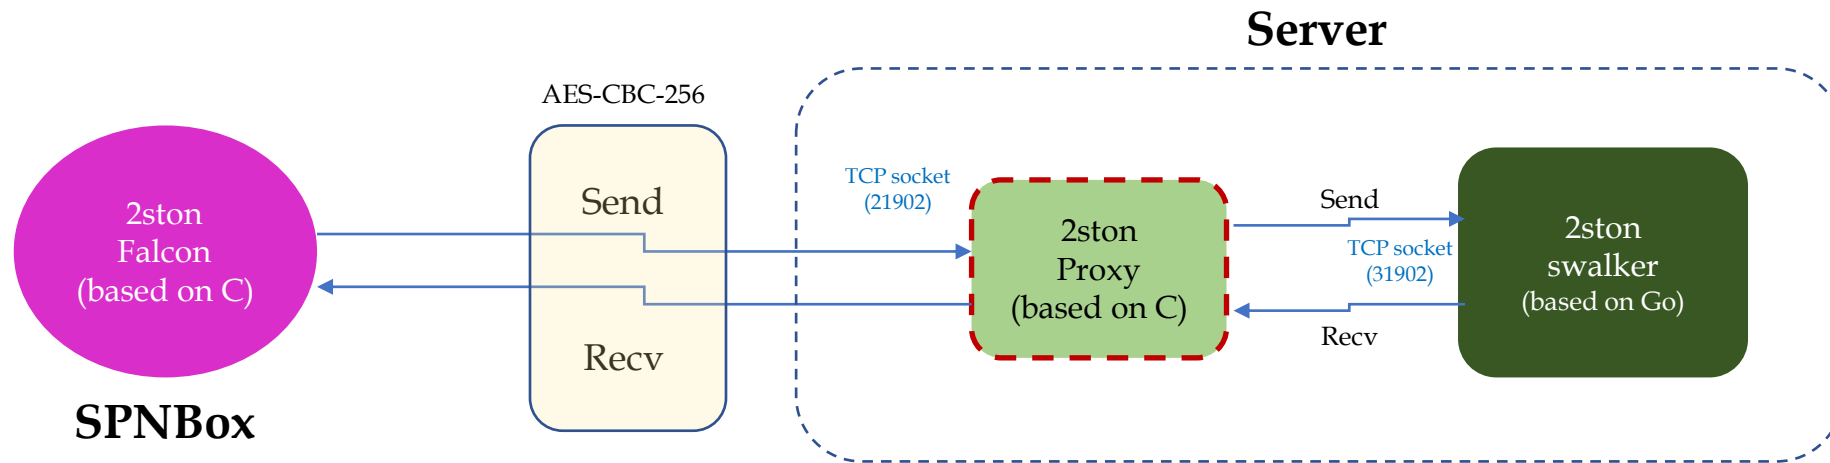 Server
AES-CBC-256
2ston
Falcon
(based on C)
SPNBox
Send
Recv
TCP socket
(21902)
2ston
Proxy
(based on C)
Send
TCP socket
(31902)
Recv
2ston
swalker
(based on Go)